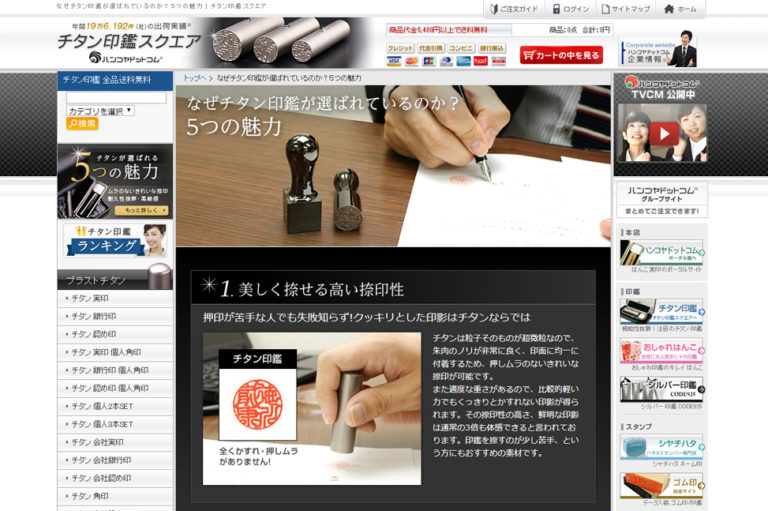 なぜチタン印鑑が選ばれているのか？5つの魅力 | チタン印鑑 スクエア
ご注文ガイド
ログイン
サイトマップ
ホーム
年間19万6,192件(社)の出荷実績
チタン印鑑スクエア
ハンコヤドットコム
商品代金5,400円以上で送料無料
商品:0点 合計:0円
クレジット 代金引換 コンビニ 銀行振込
カートの中を見る
Corporate website
ハンコヤドットコム
企業情報
チタン印鑑 全品送料無料
カテゴリを選択
検索
チタンが選ばれる
5つの魅力
ムラのないきれいな捺印
耐久性抜群・高級感
もっと詳しく
チタン印鑑
ランキング
ブラストチタン
チタン 実印
チタン 銀行印
チタン 認め印
チタン 実印 個人角印
チタン 銀行印 個人角印
チタン 認め印 個人角印
チタン 個人2本SET
チタン 個人3本SET
チタン 会社実印
チタン 会社銀行印
チタン 会社認め印
チタン 角印
トップへ > なぜチタン印鑑が選ばれているのか?5つの魅力
なぜチタン印鑑が選ばれているのか？
5つの魅力
1. 美しく捺せる高い捺印性
押印が苦手な人でも失敗知らず!クッキリとした印影はチタンならでは
チタン印鑑
全くかすれ・押しムラ
がありません!
チタンは粒子そのものが超微粒なので、
朱肉のノリが非常に良く、印面に均一に
付着するため、押しムラのないきれいな
捺印が可能です。
また適度な重さがあるので、比較的軽い
力でもくっきりとかすれない印影が得ら
れます。その捺印性の高さ、鮮明な印影
は通常の3倍も体感できると言われてお
ります。印鑑を捺すのが少し苦手、とい
う方にもおすすめの素材です。
ハンコヤドットコム
TVCM 公開中
ハンコヤドットコム
グループサイト
まとめてご注文できます!
本店
ハンコヤドットコム
ポータル館へ
はんこ実印のポータルサイト
印鑑
チタン印鑑
チタン印鑑スクエアへ
機能性抜群!注目のチタン印鑑
おしゃれはんこ
女性に大人気おしゃれ印鑑
おしゃれ印鑑のキレイはんこ
シルバー印鑑
CODE925
シルバー印鑑 CODE925
スタンプ
シヤチハタ
シヤチハタ ネーム印
ゴム印
総合サイト
データ入稿 ゴム印/印鑑